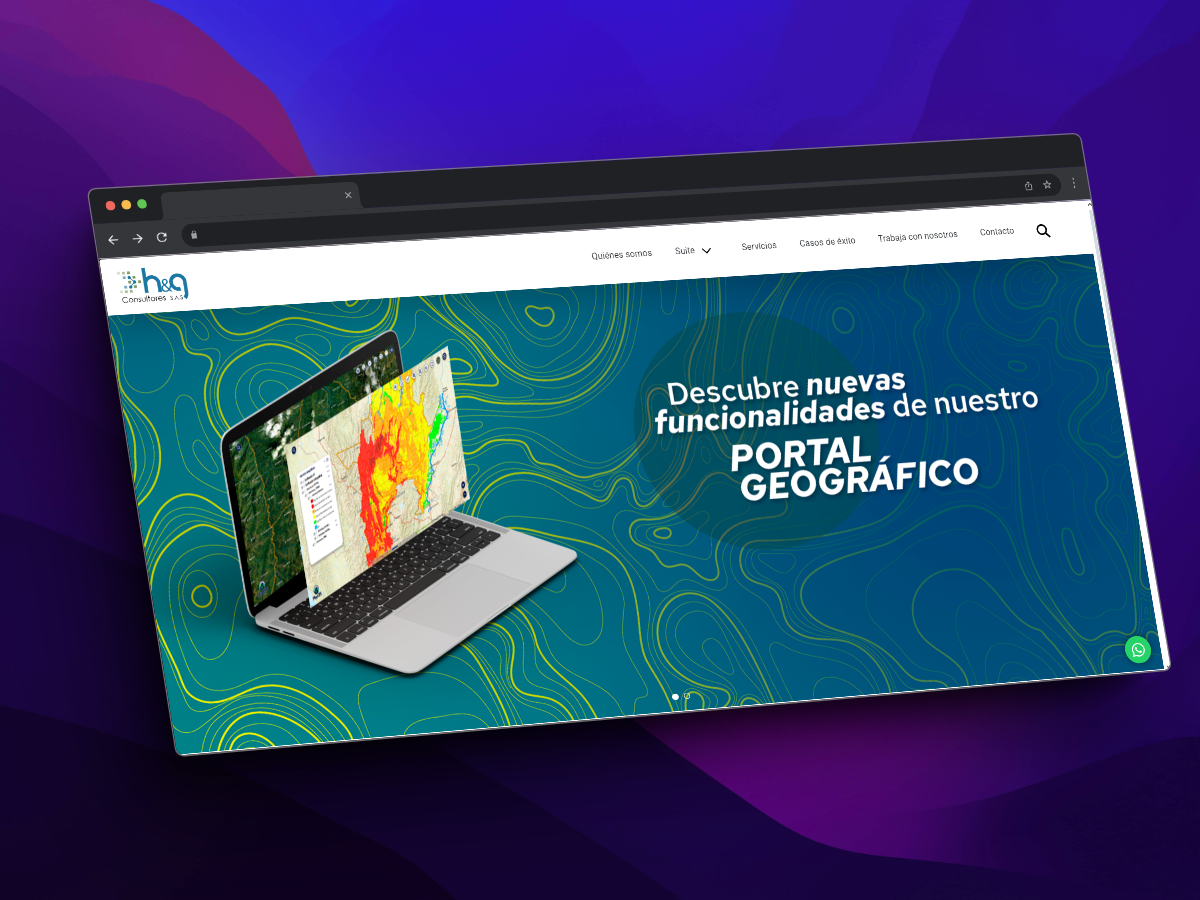 Quiénes somos
Suite
Servicios
Casos de éxito
Trabaja con nosotros
Contacto
h&g
Consultores S.A.S
Descubre nuevas
funcionalidades de nuestro
PORTAL
GEOGRÁFICO